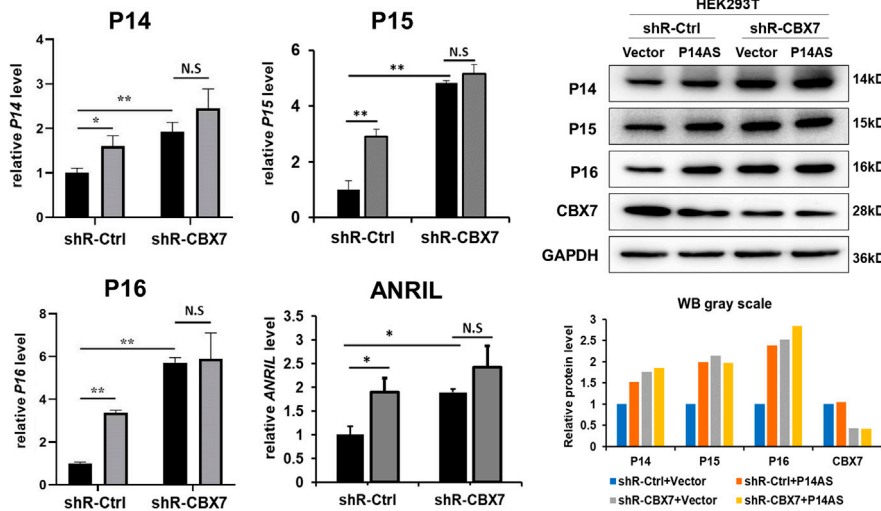 P14
relative P14 level
4
3
2
1
0
*
**
N.S
shR-Ctrl
shR-CBX7
P15
relative P15 level
6
4
2
0
**
**
N.S
shR-Ctrl
shR-CBX7
HEK293T
shR-Ctrl
shR-CBX7
Vector
P14AS
Vector
P14AS
P14
14kD
P15
15kD
P16
16kD
CBX7
28kD
GAPDH
36kD
P16
relative P16 level
8
6
4
2
0
**
**
N.S
shR-Ctrl
shR-CBX7
ANRIL
relative ANRIL level
3.5
3
2.5
2
1.5
1
0.5
0
*
*
N.S
shR-Ctrl
shR-CBX7
WB gray scale
Relative protein level
3
2.5
2
1.5
1
0.5
0
P14
P15
P16
CBX7
shR-Ctrl+Vector
shR-Ctrl+P14AS
shR-CBX7+Vector
shR-CBX7+P14AS